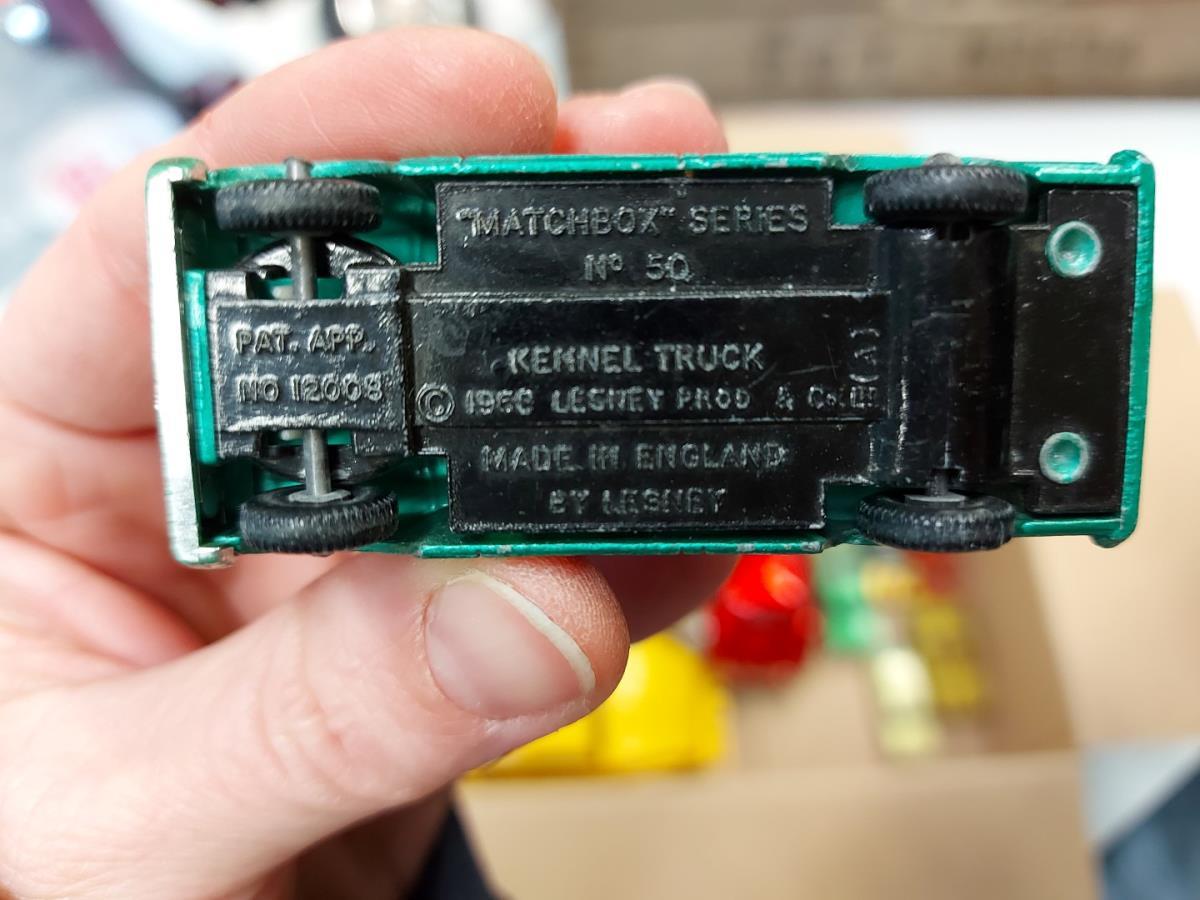 "MATCHBOX" SERIES
Nº 50
PAT. APP.
NO 12008
KENNEL TRUCK
© 1968 LESNEY PROD & Co. LTD
(A)
MADE IN ENGLAND
BY LESNEY